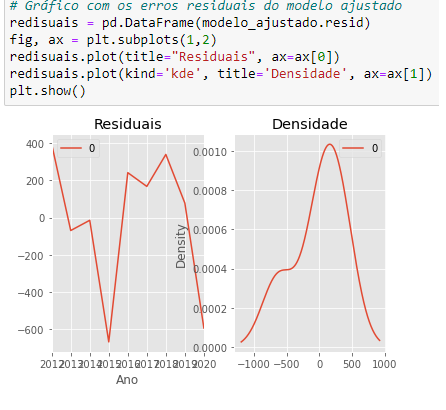 # Gráfico com os erros residuais do modelo ajustado
redisuais = pd.DataFrame(modelo_ajustado.resid)
fig, ax = plt.subplots(1,2)
redisuais.plot(title="Residuais", ax=ax[0])
redisuais.plot(kind='kde', title='Densidade', ax=ax[1])
plt.show()
Residuais
0
400
200
0
−200
−400
−600
2012 2013 2014 2015 2016 2017 2018 2019 2020
Ano
Densidade
0
Density
0.0010
0.0008
0.0006
0.0004
0.0002
0.0000
−1000 −500 0 500 1000